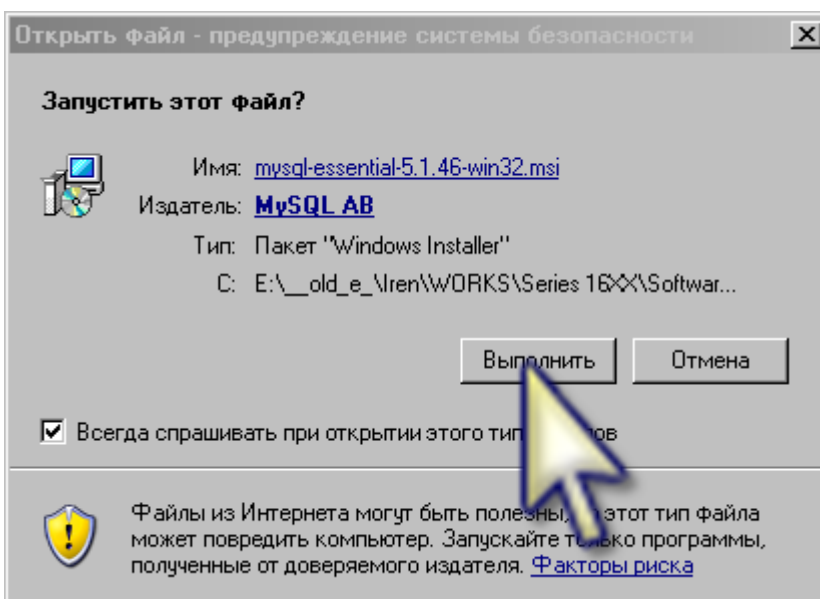 Открыть файл - предупреждение системы безопасности
Запустить этот файл?
Имя: mysql-essential-5.1.46-win32.msi
Издатель: MySQL AB
Тип: Пакет "Windows Installer"
С: E:\__old_e_\Iren\WORKS\Series 16XX\Softwar...
Выполнить Отмена
Всегда спрашивать при открытии этого
Файлы из Интернета могут быть полезны, этот тип файла
может повредить компьютер. Запускайте только программы,
полученные от доверяемого издателя. Факторы риска